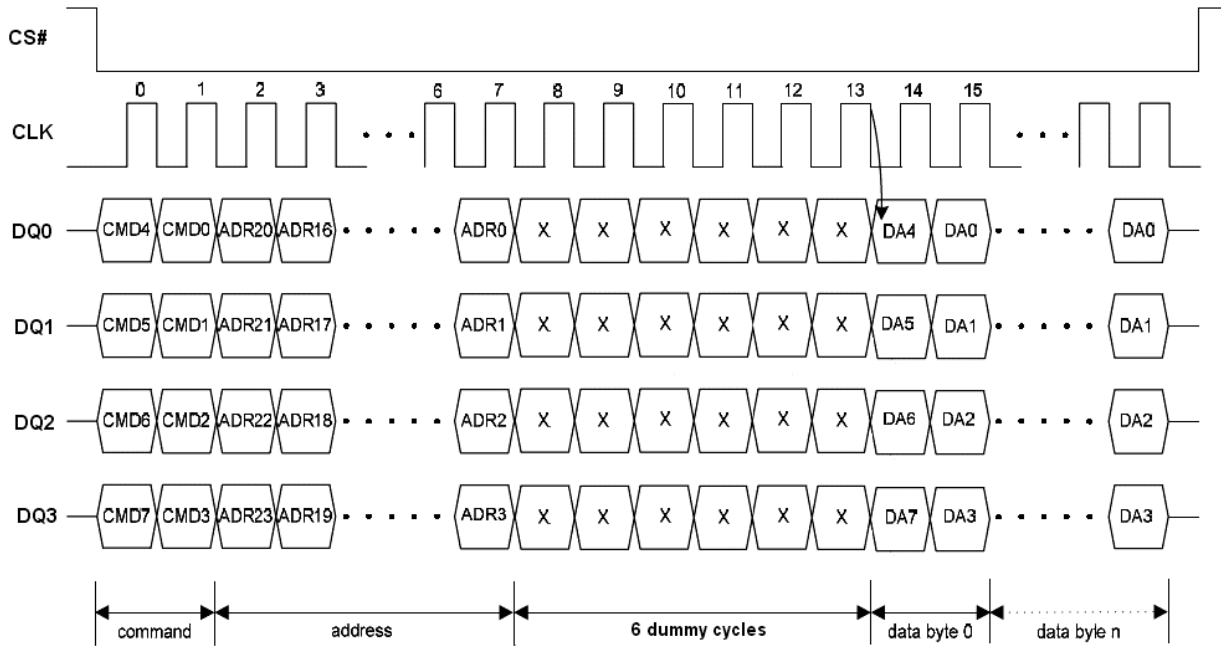 CS#
0 1 2 3 6 7 8 9 10 11 12 13 14 15
CLK
DQ0 CMD4 CMD0 ADR20 ADR16 ADR0 X X X X X X DA4 DA0 DA0
DQ1 CMD5 CMD1 ADR21 ADR17 ADR1 X X X X X X DA5 DA1 DA1
DQ2 CMD6 CMD2 ADR22 ADR18 ADR2 X X X X X X DA6 DA2 DA2
DQ3 CMD7 CMD3 ADR23 ADR19 ADR3 X X X X X X DA7 DA3 DA3
command address 6 dummy cycles data byte 0 data byle n